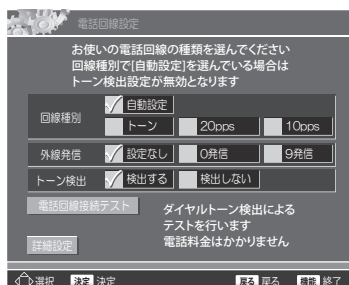 電話回線設定
お使いの電話回線の種類を選んでください
回線種別で[自動設定]を選んでいる場合は
トーン検出設定が無効となります
回線種別
自動設定
トーン 20pps 10pps
外線発信 設定なし 0発信 9発信
トーン検出 検出する 検出しない
電話回線接続テスト
ダイヤルトーン検出による
テストを行います
電話料金はかかりません
詳細設定
選択 決定 決定 戻る 戻る 機能 終了